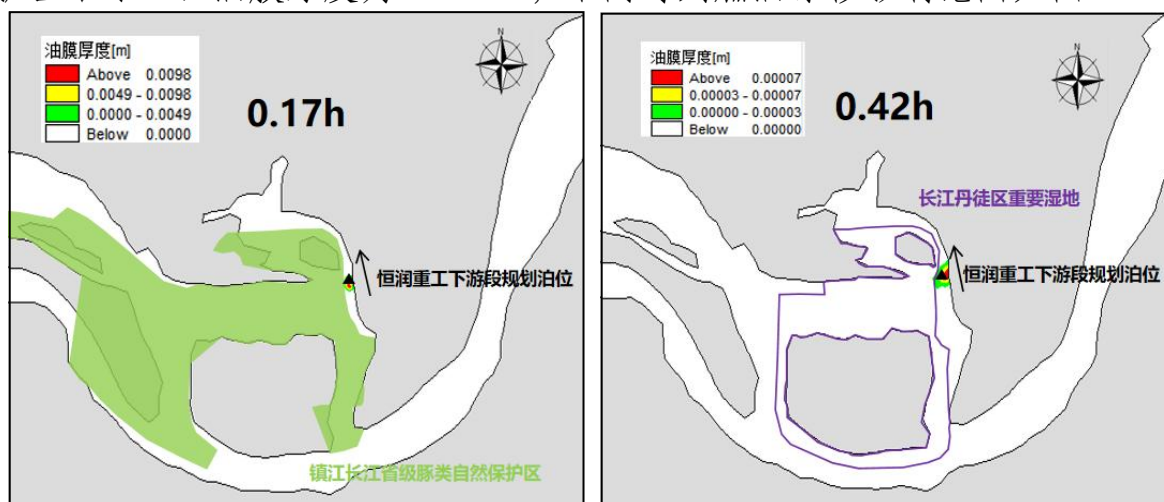 油膜厚度[m]
Above 0.0098
0.0049 - 0.0098
0.0000 - 0.0049
Below 0.0000
0.17h
N
恒润重工下游段规划泊位
镇江长江省级豚类自然保护区
油膜厚度[m]
Above 0.00007
0.00003 - 0.00007
0.00000 - 0.00003
Below 0.00000
0.42h
N
长江丹徒区重要湿地
恒润重工下游段规划泊位